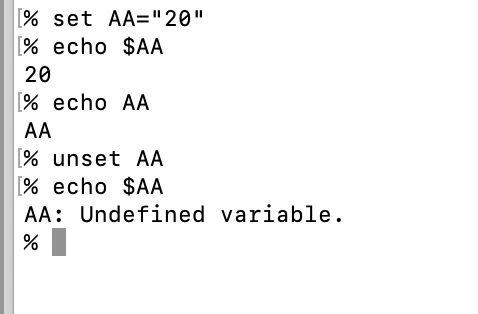 [% set AA="20"
[% echo $AA
20
[% echo AA
AA
[% unset AA
[% echo $AA
AA: Undefined variable.
%